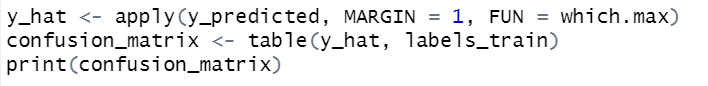 y_hat <- apply(y_predicted, MARGIN = 1, FUN = which.max)
confusion_matrix <- table(y_hat, labels_train)
print(confusion_matrix)